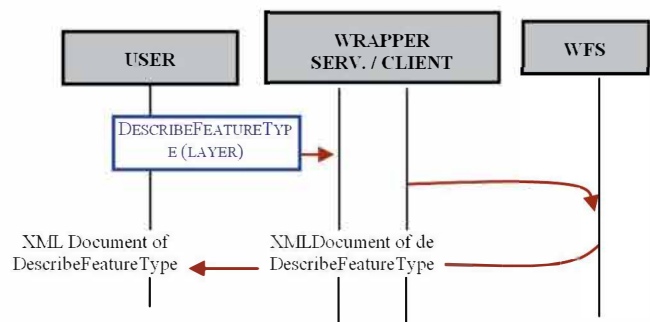 USER
WRAPPER
SERV. / CLIENT
WFS
DESCRIBEFEATURETYP
E (LAYER)
XML Document of
DescribeFeatureType
XMLDocument of de
DescribeFeatureType